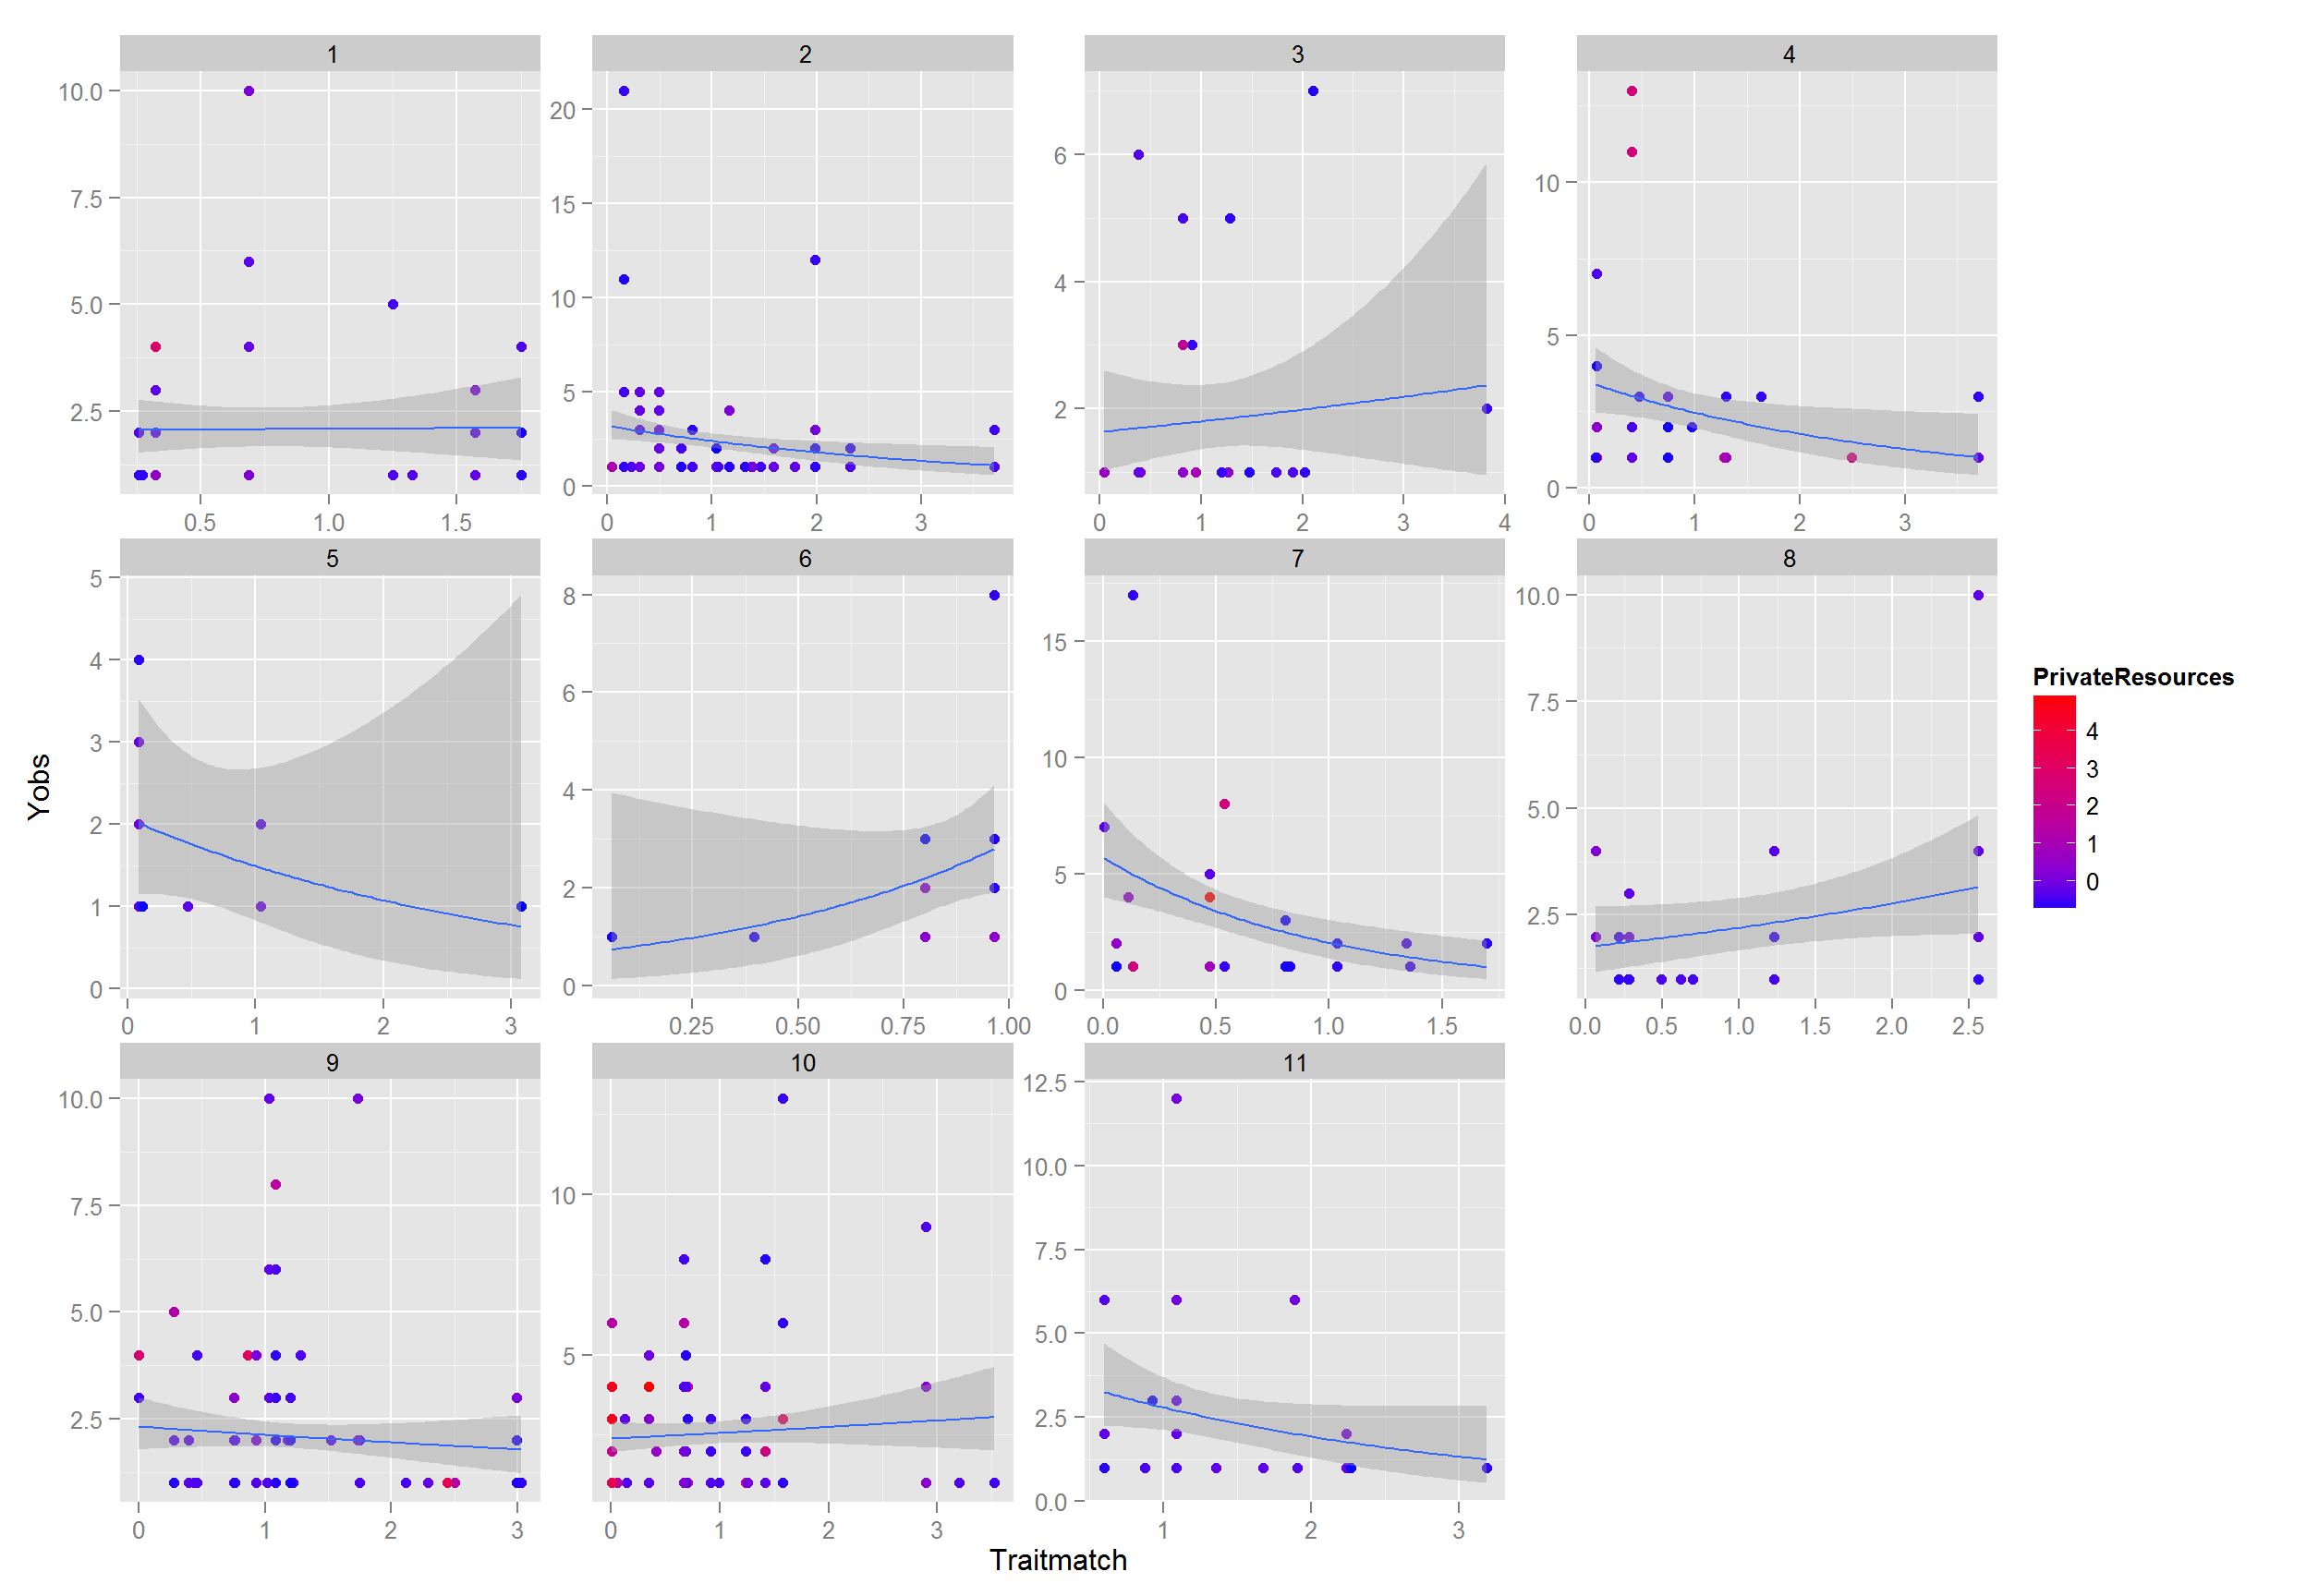 1 2 3 4
10.0 7.5 5.0 2.5
20 15 10 5 0
6 4 2
10 5 0
0.5 1.0 1.5
0 1 2 3
0 1 2 3 4
0 1 2 3
5 6 7 8
5 4 3 2 1 0
8 6 4 2 0
15 10 5 0
10.0 7.5 5.0 2.5
0 1 2 3
0.25 0.50 0.75 1.00
0.0 0.5 1.0 1.5
0.0 0.5 1.0 1.5 2.0 2.5
Yobs
PrivateResources
4
3
2
1
0
9 10 11
10.0 7.5 5.0 2.5
10 5
12.5 10.0 7.5 5.0 2.5 0.0
0 1 2 3
0 1 2 3
1 2 3
Traitmatch